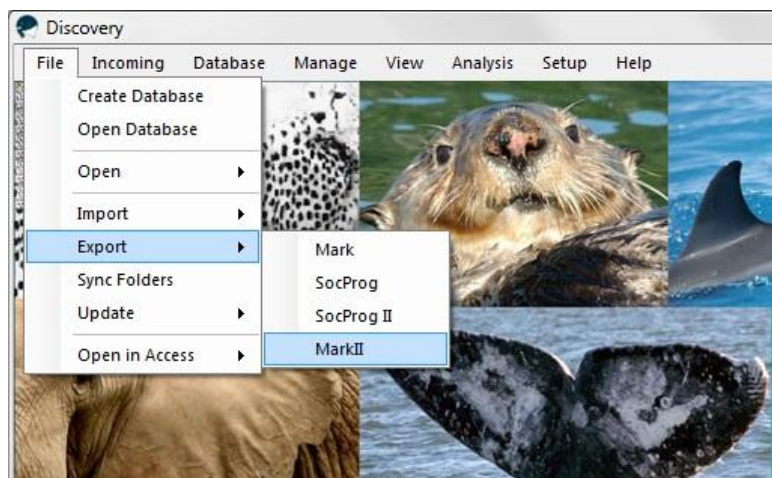 Discovery
File Incoming Database Manage View Analysis Setup Help
Create Database
Open Database
Open
Import
Export
Mark
Sync Folders
SocProg
Update
SocProg II
Open in Access
MarkII